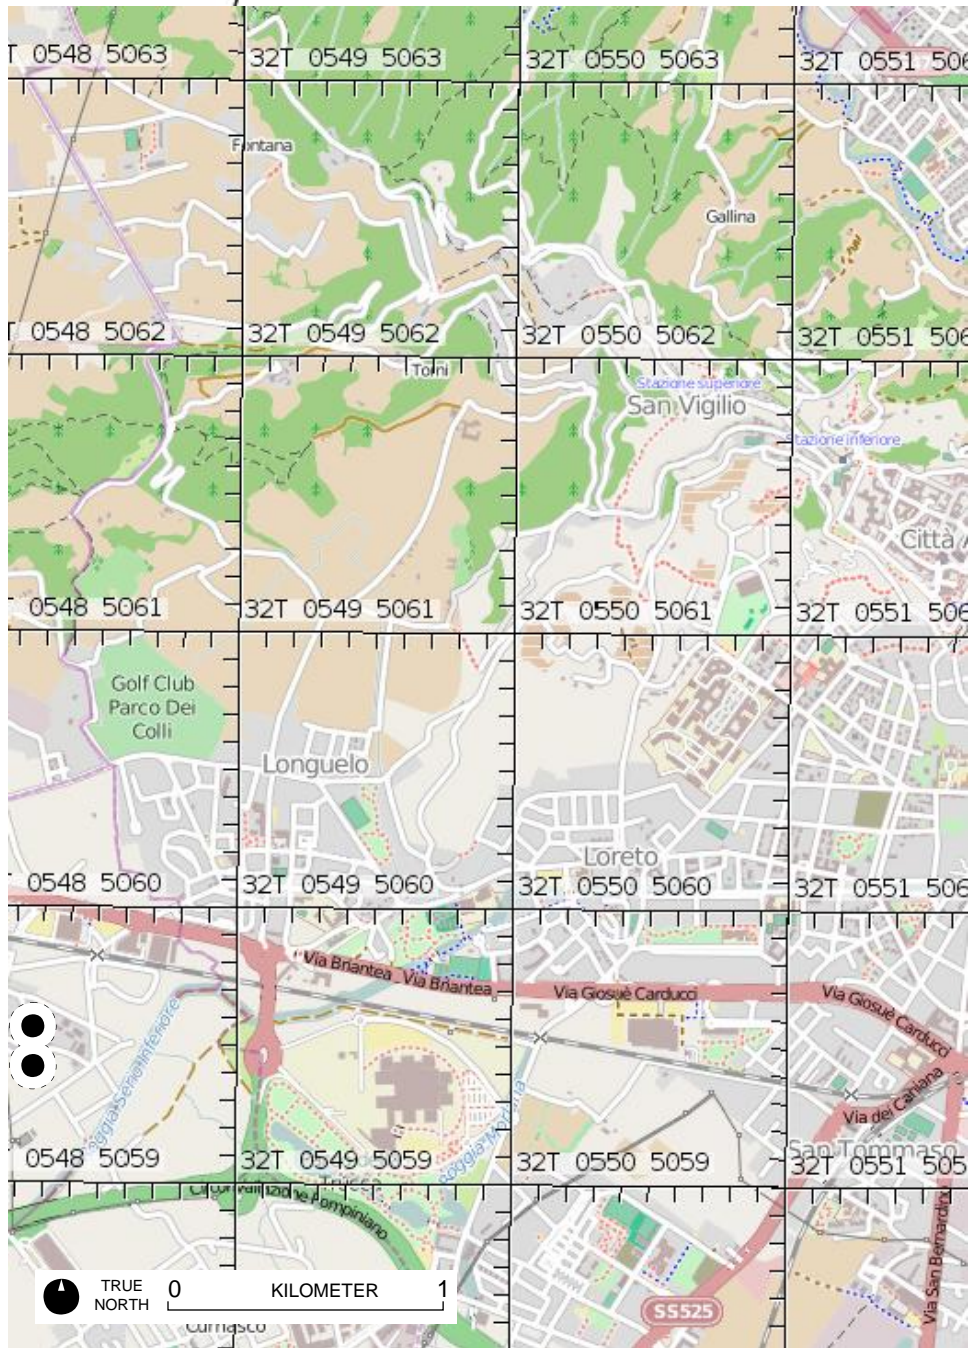 T 0548 5063
32T 0549 5063
32T 0550 5063
32T 0551 506
Fontana
Gallina
T 0548 5062
32T 0549 5062
32T 0550 5062
32T 0551 506
Torni
Stazione superiore
San Vigilio
Stazione inferiore
Città A
0548 5061
32T 0549 5061
32T 0550 5061
32T 0551 506
Golf Club
Parco Dei
Colli
Longuelo
Loreto
0548 5060
32T 0549 5060
32T 0550 5060
32T 0551 506
Via Briantea
Via Briantea
Via Giosuè Carducci
Via Giosuè Carducci
oggia Serio Inferiore
Via dei Caniana
Roggia
San Tommaso
0548 5059
32T 0549 5059
32T 0550 5059
32T 0551 505
Pompiniano
Via San Bernardino
TRUE
NORTH
0
KILOMETER
1
SS525
Curnasco